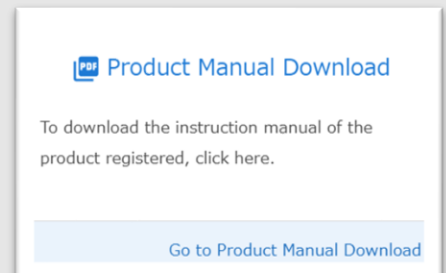 PDF Product Manual Download
To download the instruction manual of the
product registered, click here.
Go to Product Manual Download